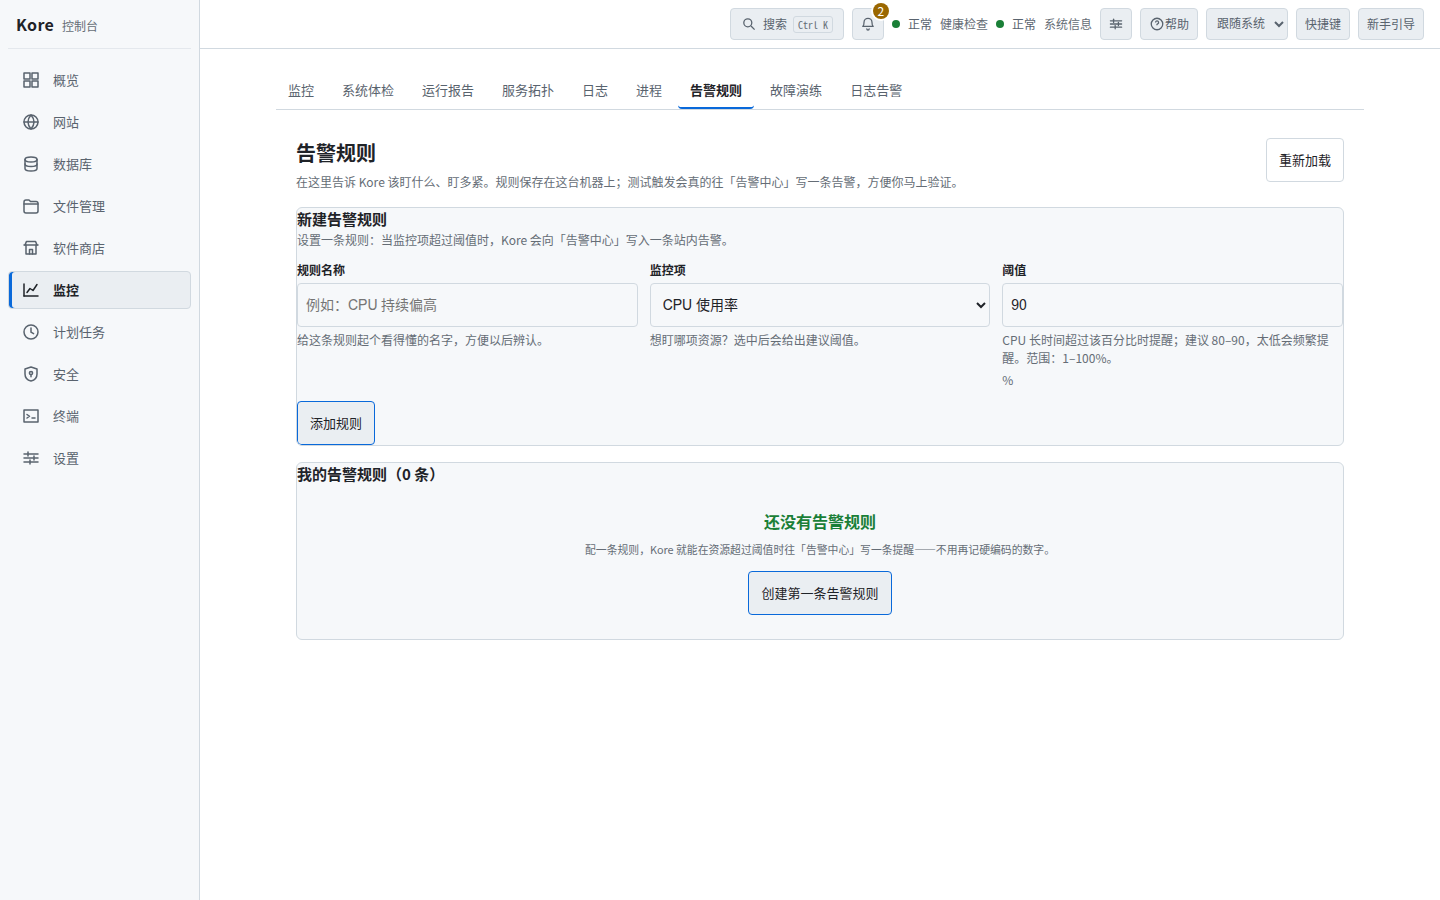 Kore 控制台
搜索 Ctrl K
2
正常 健康检查 正常 系统信息
帮助
跟随系统
快捷键
新手引导
概览
网站
数据库
文件管理
软件商店
监控
计划任务
安全
终端
设置
监控 系统体检 运行报告 服务拓扑 日志 进程 告警规则 故障演练 日志告警
告警规则
在这里告诉 Kore 该盯什么、盯多紧。规则保存在这台机器上；测试触发会真的往「告警中心」写一条告警，方便你马上验证。
重新加载
新建告警规则
设置一条规则：当监控项超过阈值时，Kore 会向「告警中心」写入一条站内告警。
规则名称
例如：CPU 持续偏高
给这条规则起个看得懂的名字，方便以后辨认。
监控项
CPU 使用率
想盯哪项资源？选中后会给出建议阈值。
阈值
90
CPU 长时间超过该百分比时提醒；建议 80–90，太低会频繁提
醒。范围：1–100%。
%
添加规则
我的告警规则（0 条）
还没有告警规则
配一条规则，Kore 就能在资源超过阈值时往「告警中心」写一条提醒——不用再记硬编码的数字。
创建第一条告警规则